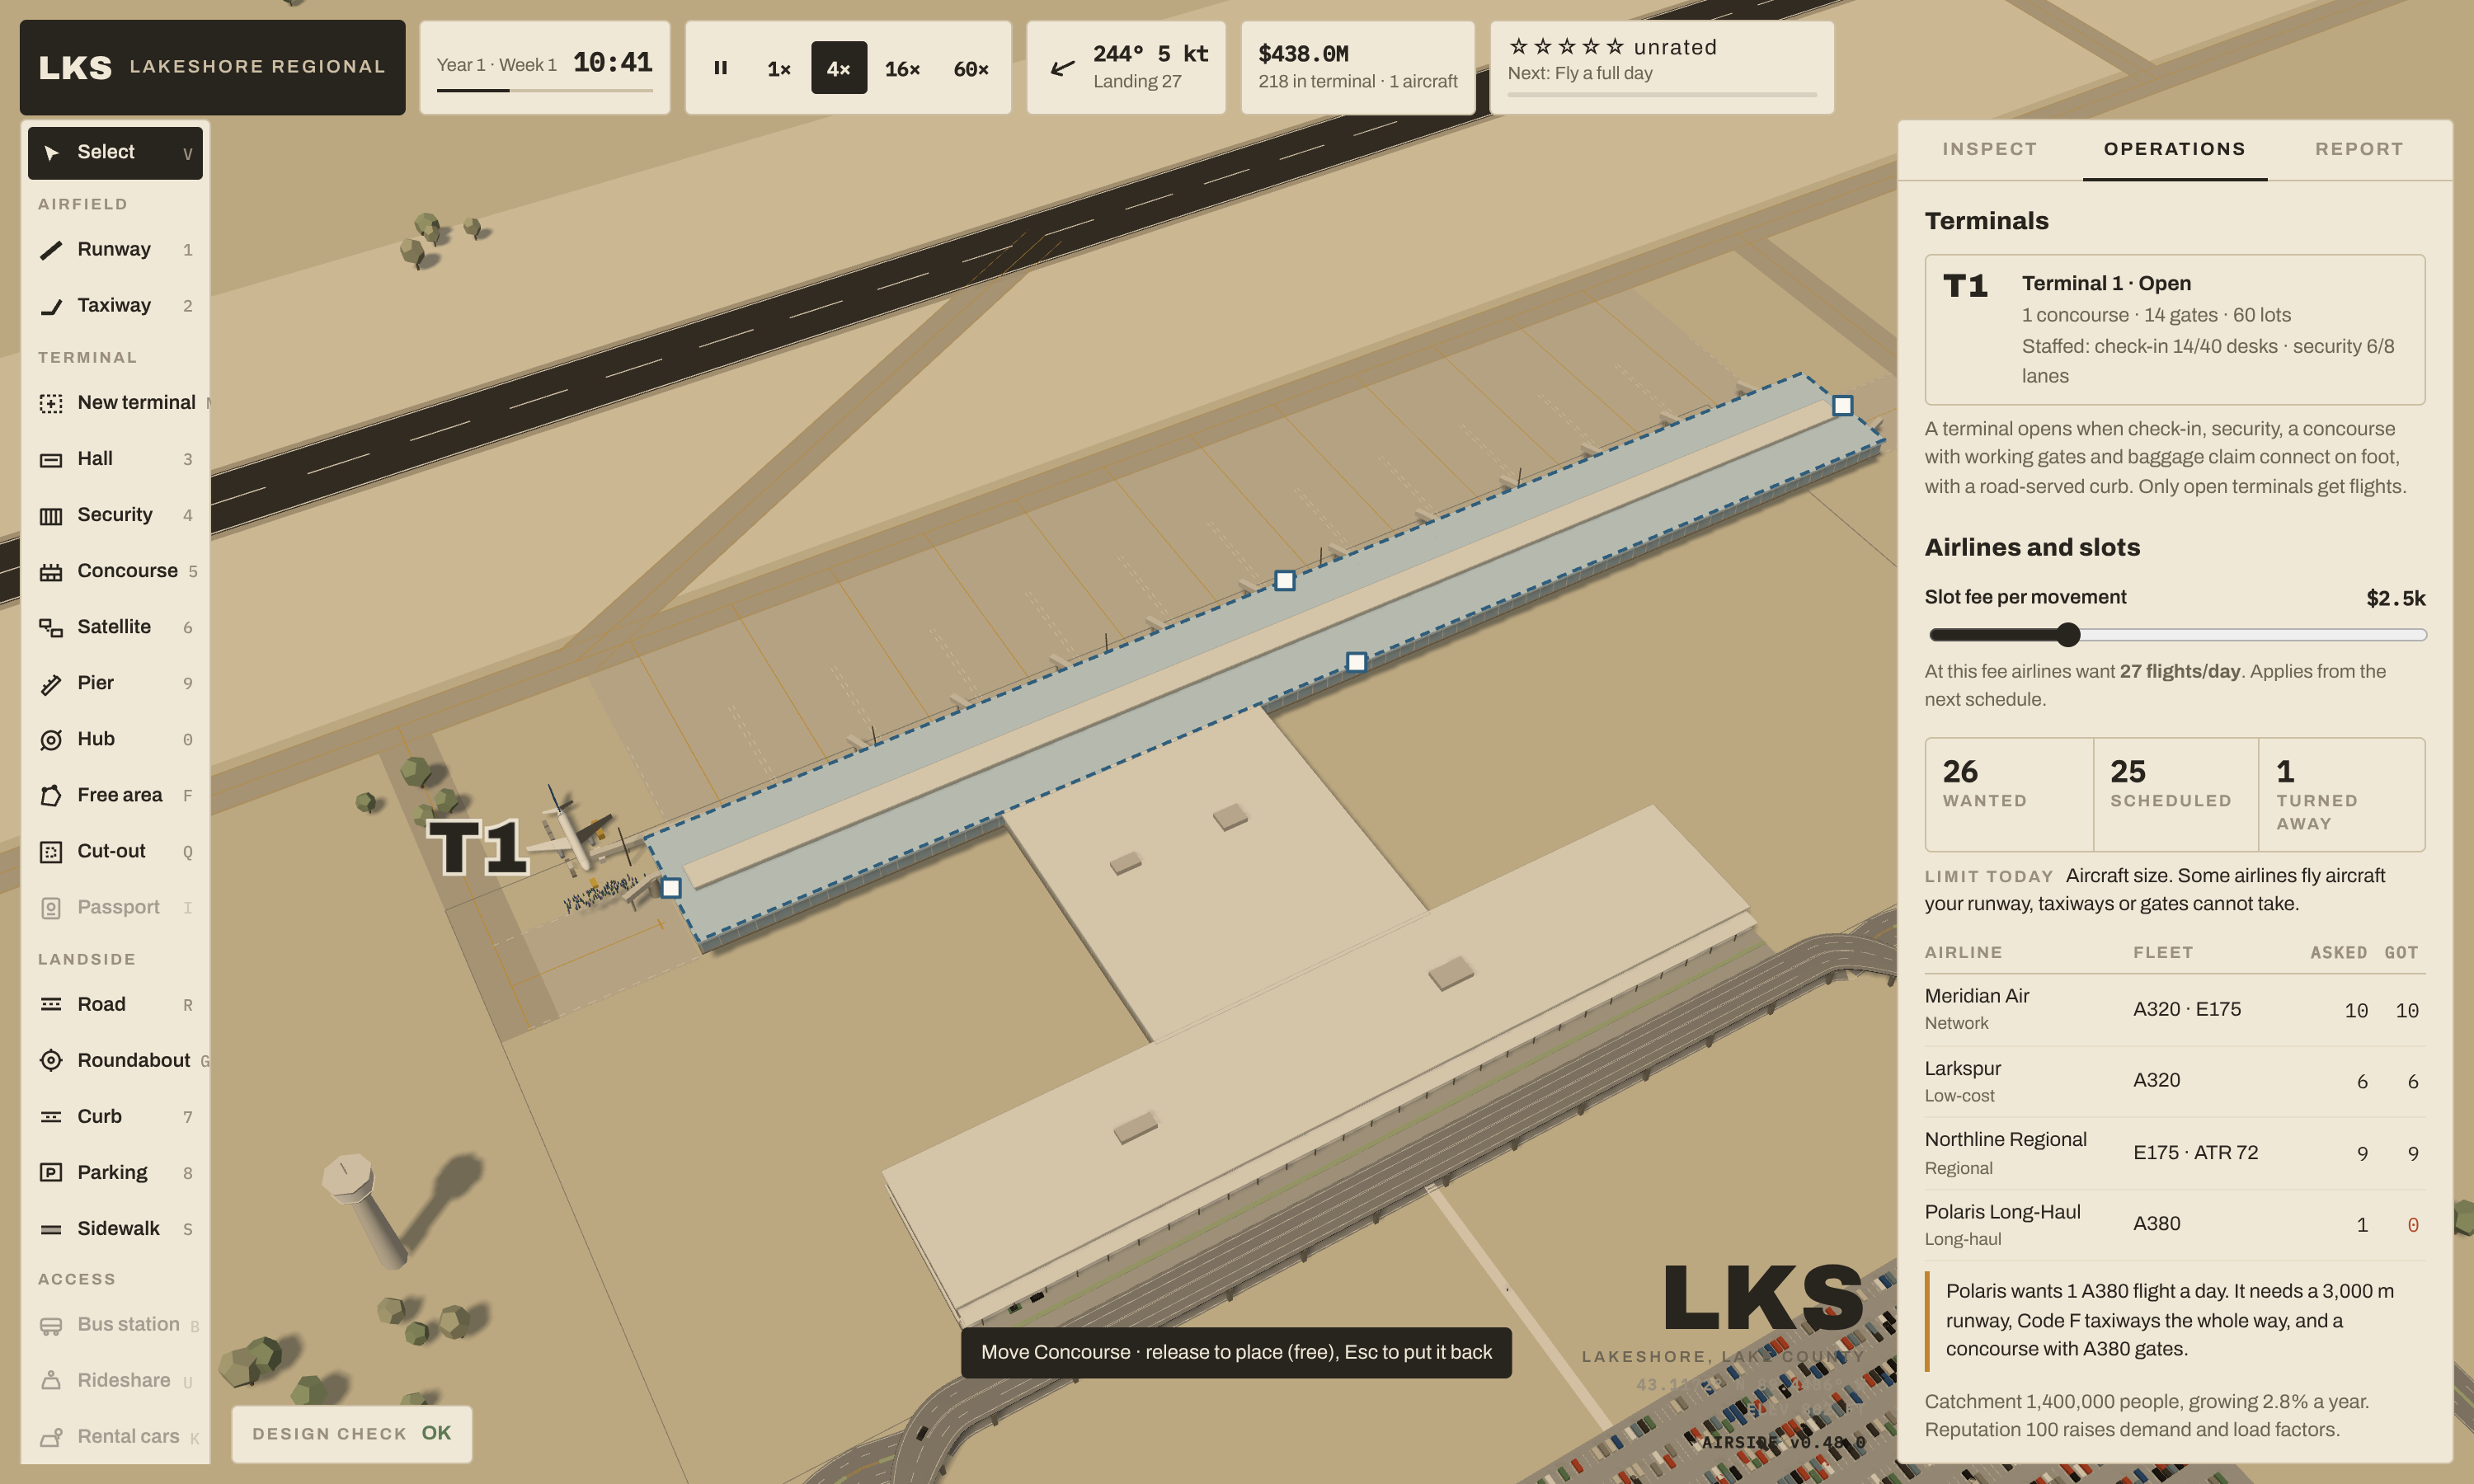 LKS LAKESHORE REGIONAL
Year 1 · Week 1 10:41
1× 4× 16× 60×
244° 5 kt
Landing 27
$438.0M
218 in terminal · 1 aircraft
☆☆☆☆☆ unrated
Next: Fly a full day
Select V
AIRFIELD
Runway 1
Taxiway 2
TERMINAL
New terminal
Hall 3
Security 4
Concourse 5
Satellite 6
Pier 9
Hub 0
Free area F
Cut-out Q
Passport I
LANDSIDE
Road R
Roundabout G
Curb 7
Parking 8
Sidewalk S
ACCESS
Bus station B
Rideshare U
Rental cars K
T1
DESIGN CHECK OK
Move Concourse · release to place (free), Esc to put it back
LKS
LAKESHORE, LAKE COUNTY
AIRSIDE v0.48.0
INSPECT OPERATIONS REPORT
Terminals
T1 Terminal 1 · Open
1 concourse · 14 gates · 60 lots
Staffed: check-in 14/40 desks · security 6/8
lanes
A terminal opens when check-in, security, a concourse
with working gates and baggage claim connect on foot,
with a road-served curb. Only open terminals get flights.
Airlines and slots
Slot fee per movement $2.5k
At this fee airlines want 27 flights/day. Applies from the
next schedule.
26 25 1
WANTED SCHEDULED TURNED
AWAY
LIMIT TODAY Aircraft size. Some airlines fly aircraft
your runway, taxiways or gates cannot take.
AIRLINE FLEET ASKED GOT
Meridian Air A320 · E175 10 10
Network
Larkspur A320 6 6
Low-cost
Northline Regional E175 · ATR 72 9 9
Regional
Polaris Long-Haul A380 1 0
Long-haul
Polaris wants 1 A380 flight a day. It needs a 3,000 m
runway, Code F taxiways the whole way, and a
concourse with A380 gates.
Catchment 1,400,000 people, growing 2.8% a year.
Reputation 100 raises demand and load factors.